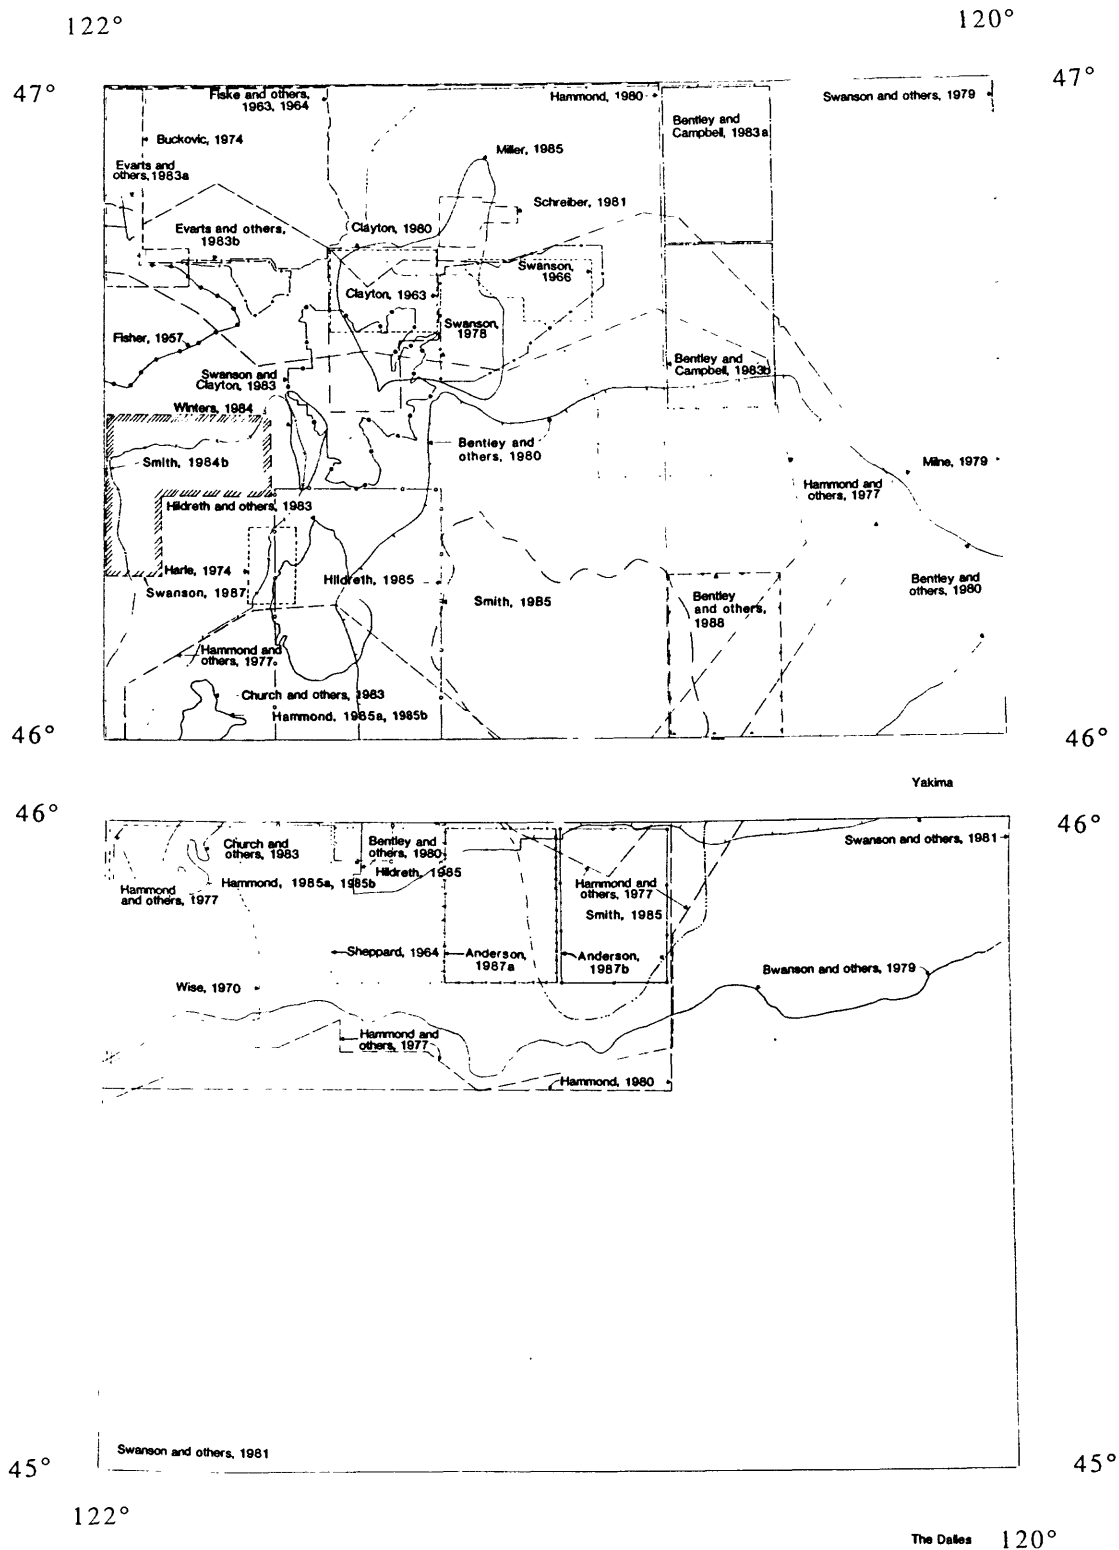 122°
120°
47°
47°
Fiske and others,
1963, 1964
Hammond, 1980
Swanson and others, 1979
Bentley and
Campbell, 1983a
Buckovic, 1974
Miller, 1985
Evarts and
others, 1983a
Schreiber, 1981
Evarts and others,
1983b
Clayton, 1980
Swanson,
1966
Clayton, 1963
Swanson,
1978
Fisher, 1957
Bentley and
Campbell, 1983b
Swanson and
Clayton, 1983
Winters, 1984
Bentley and
others, 1980
Smith, 1984b
Milne, 1979
Hammond and
others, 1977
Hildreth and others, 1983
Harle, 1974
Hildreth, 1985
Swanson, 1987
Smith, 1985
Bentley
and others,
1988
Bentley and
others, 1980
Hammond and
others, 1977
Church and others, 1983
Hammond, 1985a, 1985b
46°
46°
Yakima
46°
46°
Church and
others, 1983
Bentley and
others, 1980
Swanson and others, 1981
Hildreth, 1985
Hammond, 1985a, 1985b
Hammond
and others, 1977
Hammond and
others, 1977
Smith, 1985
Sheppard, 1964
Anderson,
1987a
Anderson,
1987b
Bwanson and others, 1979
Wise, 1970
Hammond and
others, 1977
Hammond, 1980
Swanson and others, 1981
45°
45°
122°
The Dalles
120°